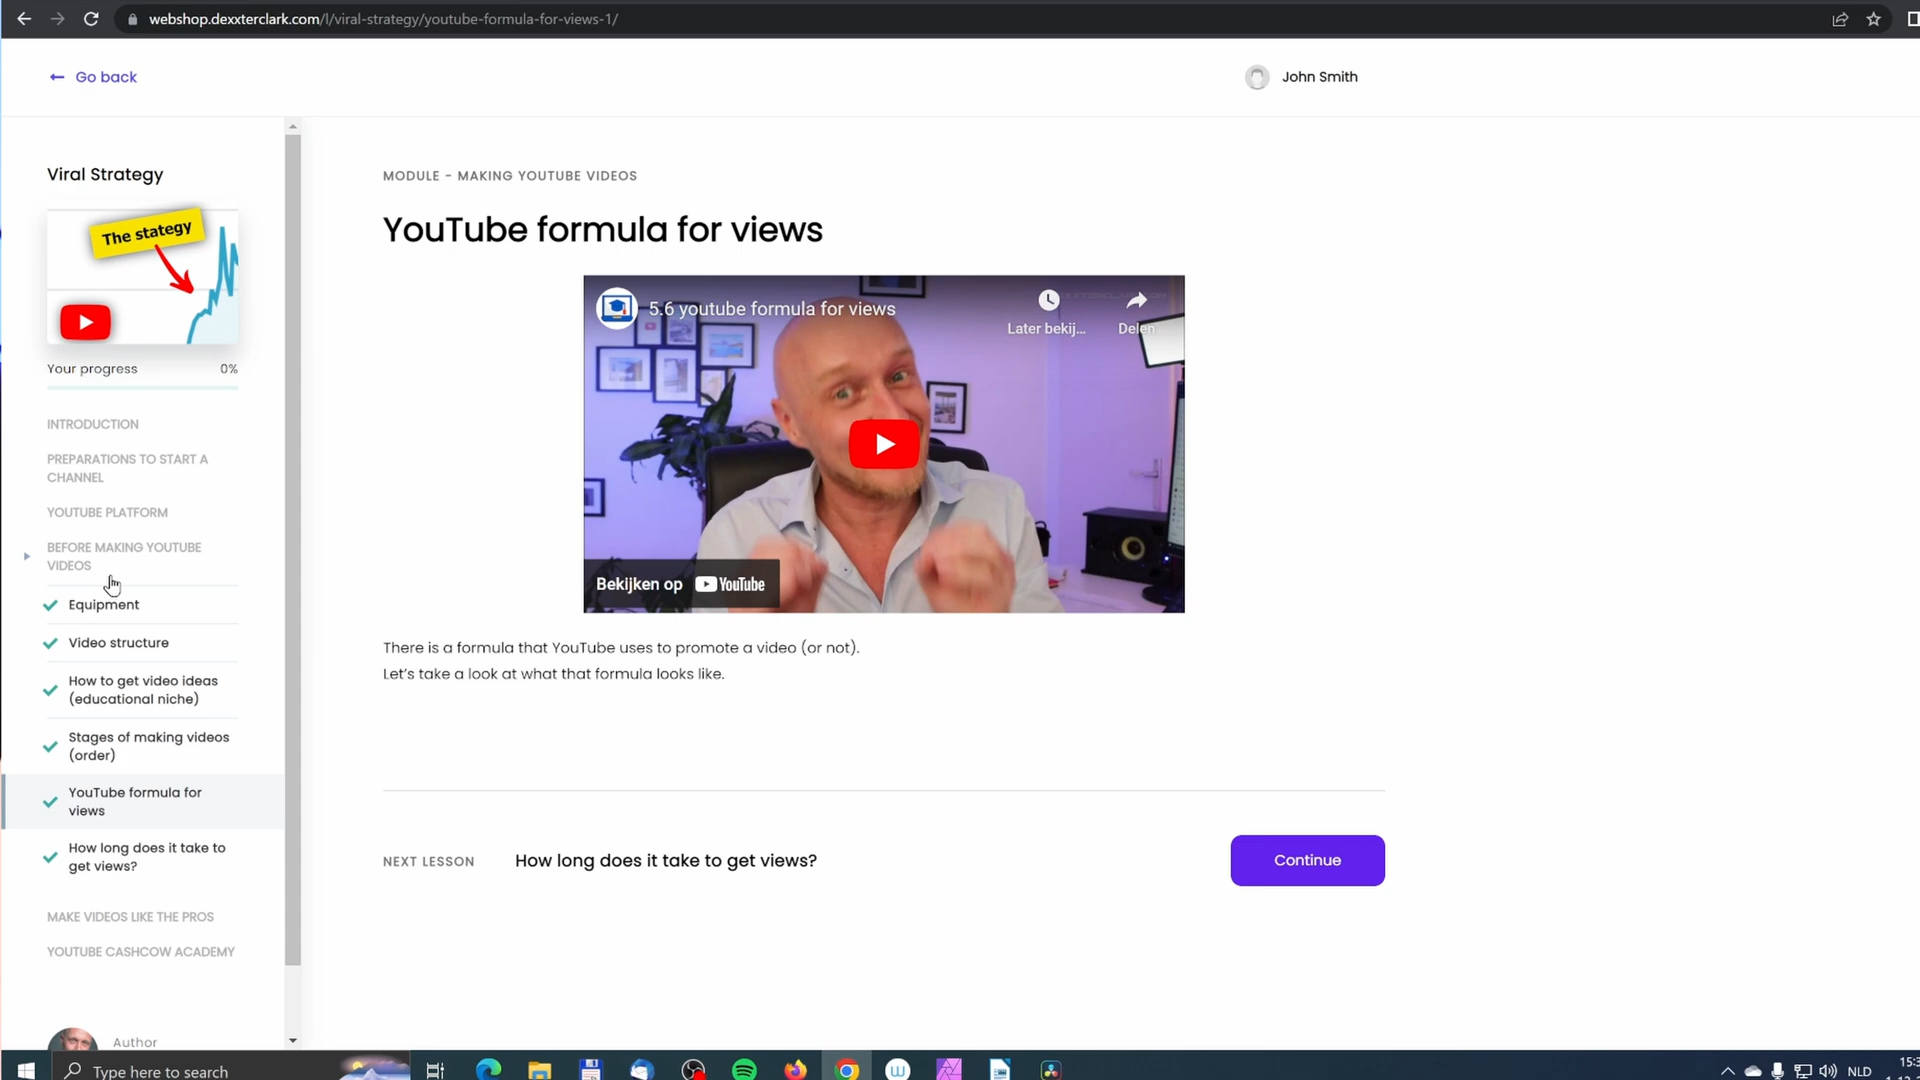 webshop.dexxterclark.com/l/viral-strategy/youtube-formula-for-views-1/
Go back
John Smith
Viral Strategy
The stategy
Your progress 0%
INTRODUCTION
PREPARATIONS TO START A
CHANNEL
YOUTUBE PLATFORM
BEFORE MAKING YOUTUBE
VIDEOS
Equipment
Video structure
How to get video ideas
(educational niche)
Stages of making videos
(order)
YouTube formula for
views
How long does it take to
get views?
MAKE VIDEOS LIKE THE PROS
YOUTUBE CASHCOW ACADEMY
Author
MODULE - MAKING YOUTUBE VIDEOS
YouTube formula for views
5.6 youtube formula for views
Later bekij...
Delen
Bekijken op YouTube
There is a formula that YouTube uses to promote a video (or not).
Let's take a look at what that formula looks like.
NEXT LESSON How long does it take to get views?
Continue
Type here to search
NLD